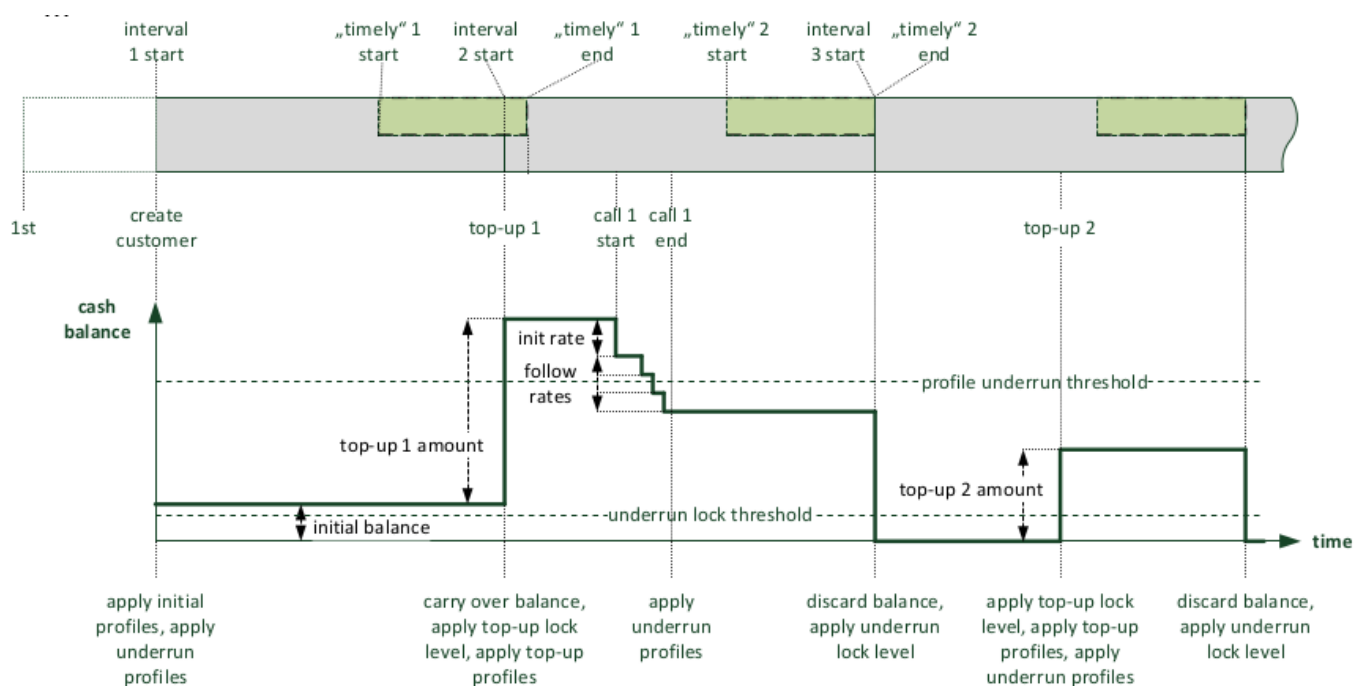 interval
1 start
„timely“ 1
start
interval
2 start
„timely“ 1
end
„timely“ 2
start
interval
3 start
„timely“ 2
end
1st
create
customer
top-up 1
call 1
start
call 1
end
top-up 2
cash
balance
init rate
follow
rates
profile underrun threshold
top-up 1 amount
top-up 2 amount
underrun lock threshold
initial balance
time
apply initial
profiles, apply
underrun
profiles
carry over balance,
apply top-up lock
level, apply top-up
profiles
apply
underrun
profiles
discard balance,
apply underrun
lock level
apply top-up lock
level, apply top-up
profiles, apply
underrun profiles
discard balance,
apply underrun
lock level